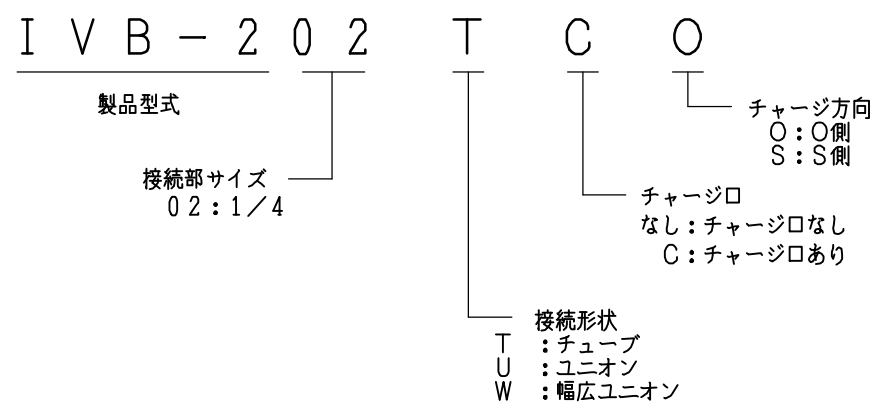 IVB-202 T C O
製品型式
チャージ方向
O:O側
S:S側
接続部サイズ
02:1/4
チャージ口
なし:チャージ口なし
C:チャージ口あり
接続形状
T:チューブ
U:ユニオン
W:幅広ユニオン